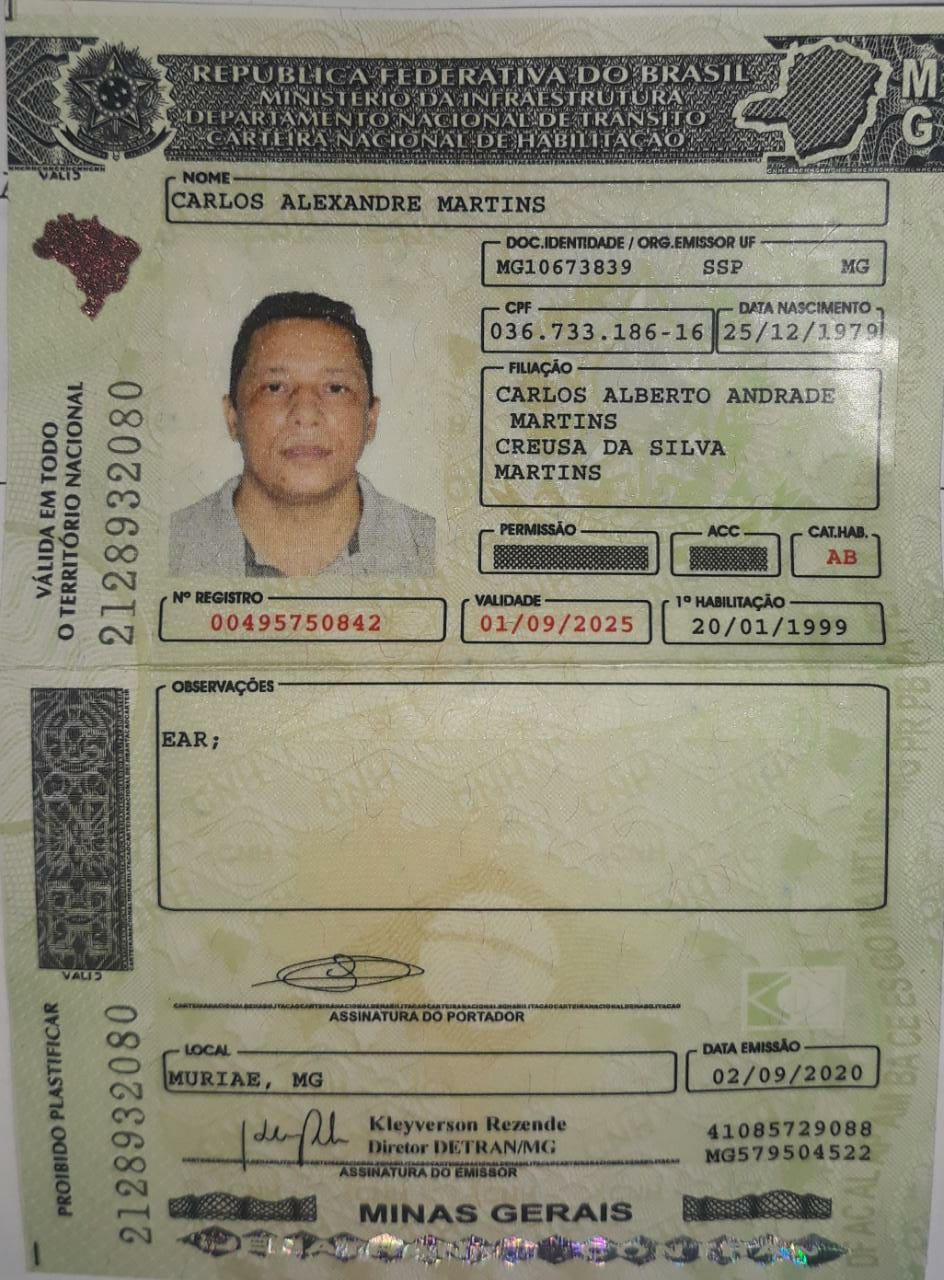 REPÚBLICA FEDERATIVA DO BRASIL
MINISTÉRIO DA INFRAESTRUTURA
DEPARTAMENTO NACIONAL DE TRÂNSITO
CARTEIRA NACIONAL DE HABILITAÇÃO
MG
NOME
CARLOS ALEXANDRE MARTINS
DOC.IDENTIDADE / ORG.EMISSOR UF
MG10673839 SSP MG
CPF DATA NASCIMENTO
036.733.186-16 25/12/1979
FILIAÇÃO
CARLOS ALBERTO ANDRADE
MARTINS
CREUSA DA SILVA
MARTINS
PERMISSÃO ACC CAT.HAB.
AB
Nº REGISTRO VALIDADE 1ª HABILITAÇÃO
00495750842 01/09/2025 20/01/1999
VÁLIDA EM TODO
O TERRITÓRIO NACIONAL
2128932080
OBSERVAÇÕES
EAR;
ASSINATURA DO PORTADOR
LOCAL DATA EMISSÃO
MURIAE, MG 02/09/2020
Kleyverson Rezende
Diretor DETRAN/MG
ASSINATURA DO EMISSOR
41085729088
MG579504522
PROIBIDO PLASTIFICAR
2128932080
MINAS GERAIS